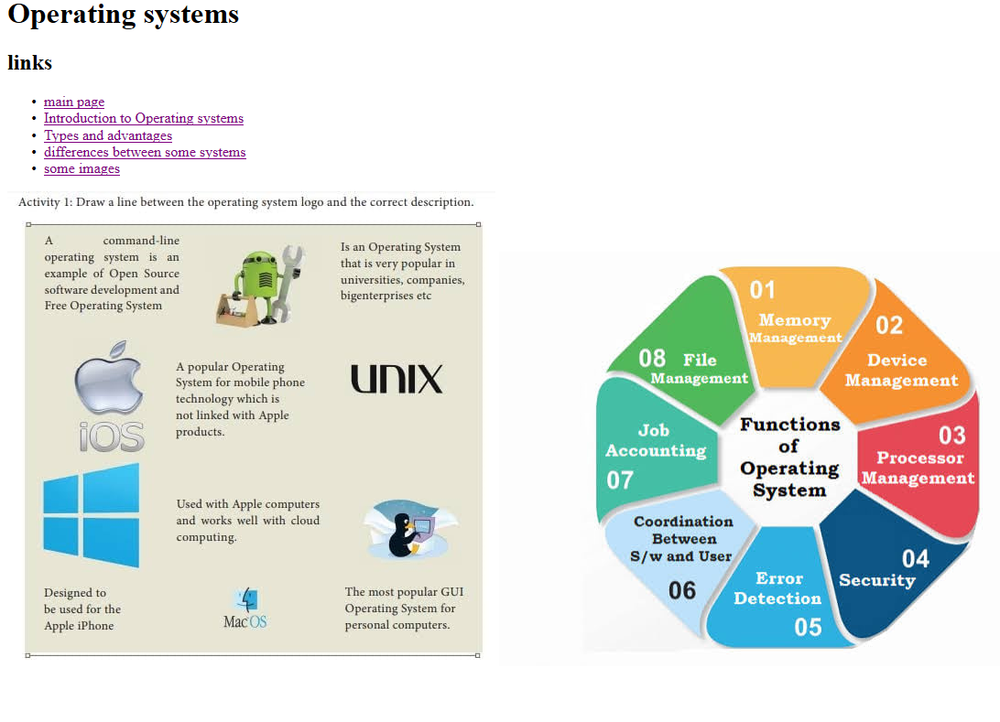 Operating systems
links
main page
Introduction to Operating systems
Types and advantages
differences between some systems
some images
Activity 1: Draw a line between the operating system logo and the correct description.
A command-line
operating system is an
example of Open Source
software development and
Free Operating System
Is an Operating System
that is very popular in
universities, companies,
bigenterprises etc
iOS
A popular Operating
System for mobile phone
technology which is
not linked with Apple
products.
UNIX
Used with Apple computers
and works well with cloud
computing.
Designed to
be used for the
Apple iPhone
MacOS
The most popular GUI
Operating System for
personal computers.
Functions
of
Operating
System
01
Memory
Management
02
Device
Management
03
Processor
Management
04
Security
Error
Detection
05
Coordination
Between
S/w and User
06
Job
Accounting
07
08 File
Management